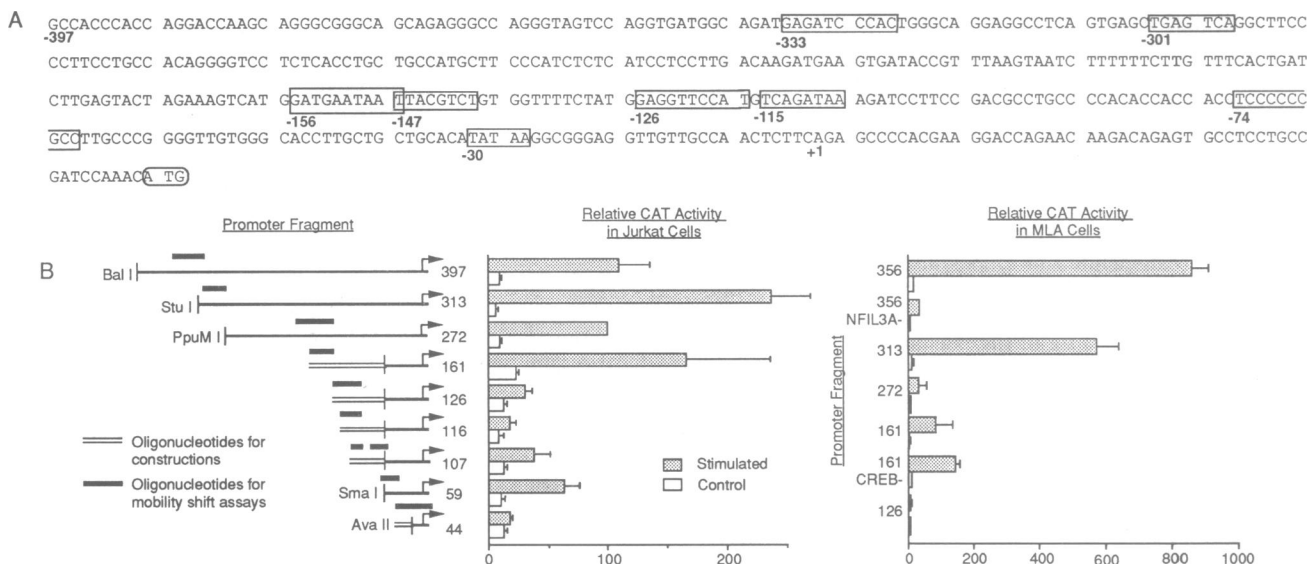 A
GCCACCCACC AGGACCAAGC AGGGCGGGCA GCAGAGGGCC AGGGTAGTCC AGGTGATGGC AGATGAGATC CCACTGGGCA GGAGGCCTCA GTGAGCTGAG TCAGGCTTCC
-397 -333 -301
CCTTCCTGCC ACAGGGGTCC TCTCACCTGC TGCCATGCTT CCCATCTCTC ATCCTCCTTG ACAAGATGAA GTGATACCGT TTAAGTAATC TTTTTTCTTG TTTCACTGAT
CTTGAGTACT AGAAAGTCAT GGATGAATAA TTACGTCTGT GGTTTTCTAT GGAGGTTCCA TGTCAGATAA AGATCCTTCC GACGCCTGCC CCACACCACC ACCTCCCCCC
-156 -147 -126 -115 -74
GCCTTGCCCG GGGTTGTGGG CACCTTGCTG CTGCACATAT AAGGCGGGAG GTTGTTGCCA ACTCTTCAGA GCCCCACGAA GGACCAGAAC AAGACAGAGT GCCTCCTGCC
-30 +1
GATCCAAACA TG
B
Promoter Fragment
Relative CAT Activity
in Jurkat Cells
Relative CAT Activity
in MLA Cells
Bal I 397
Stu I 313
PpuM I 272
161
126
116
107
Sma I 59
Ava II 44
Oligonucleotides for
constructions
Oligonucleotides for
mobility shift assays
Stimulated
Control
0 100 200
Promoter Fragment
356
356
NFIL3A-
313
272
161
161
CREB-
126
0 200 400 600 800 1000